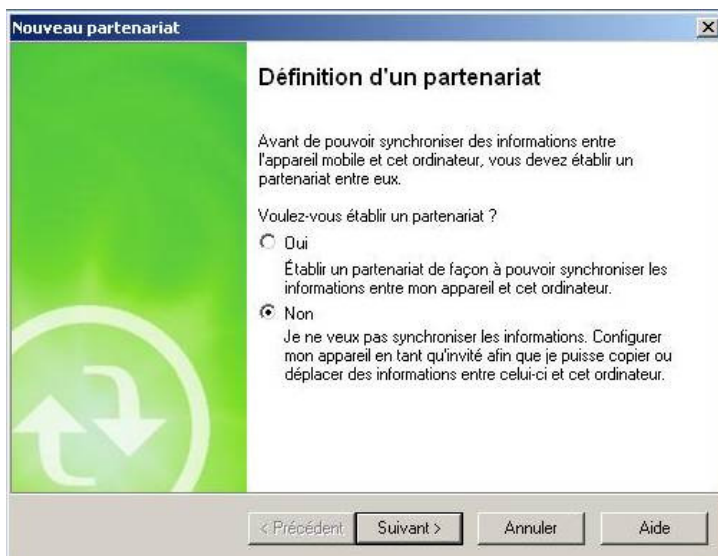 Nouveau partenariat
Définition d'un partenariat
Avant de pouvoir synchroniser des informations entre
l'appareil mobile et cet ordinateur, vous devez établir un
partenariat entre eux.
Voulez-vous établir un partenariat ?
Oui
Établir un partenariat de façon à pouvoir synchroniser les
informations entre mon appareil et cet ordinateur.
Non
Je ne veux pas synchroniser les informations. Configurer
mon appareil en tant qu'invité afin que je puisse copier ou
déplacer des informations entre celui-ci et cet ordinateur.
< Précédent Suivant > Annuler Aide